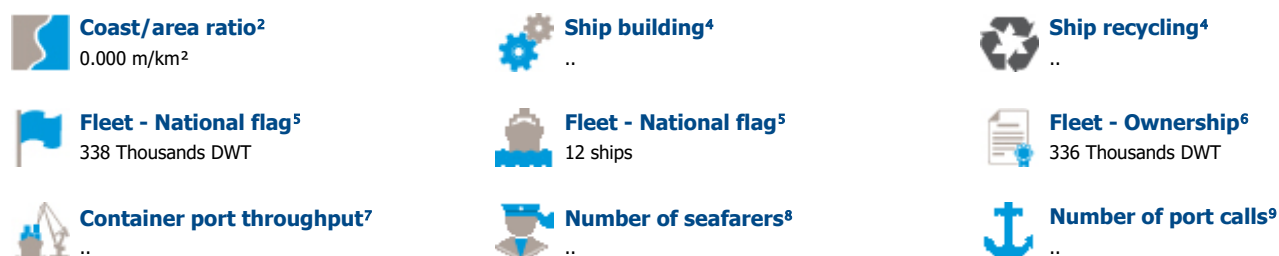 Coast/area ratio²
0.000 m/km²
Ship building⁴
..
Ship recycling⁴
..
Fleet - National flag⁵
338 Thousands DWT
Fleet - National flag⁵
12 ships
Fleet - Ownership⁶
336 Thousands DWT
Container port throughput⁷
..
Number of seafarers⁸
..
Number of port calls⁹
..